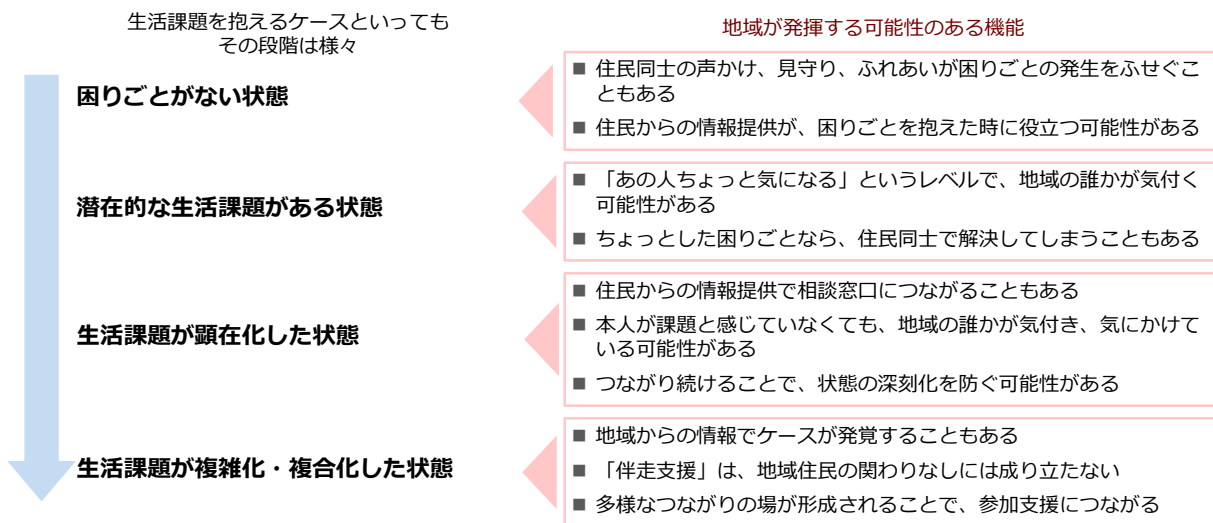 生活課題を抱えるケースといっても
その段階は様々
地域が発揮する可能性のある機能
困りごとがない状態
■ 住民同士の声かけ、見守り、ふれあいが困りごとの発生をふせぐこ
ともある
■ 住民からの情報提供が、困りごとを抱えた時に役立つ可能性がある
潜在的な生活課題がある状態
■ 「あの人ちょっと気になる」というレベルで、地域の誰かが気付く
可能性がある
■ ちょっとした困りごとなら、住民同士で解決してしまうこともある
生活課題が顕在化した状態
■ 住民からの情報提供で相談窓口につながることもある
■ 本人が課題と感じていなくても、地域の誰かが気付き、気にかけて
いる可能性がある
■ つながり続けることで、状態の深刻化を防ぐ可能性がある
生活課題が複雑化・複合化した状態
■ 地域からの情報でケースが発覚することもある
■ 「伴走支援」は、地域住民の関わりなしには成り立たない
■ 多様なつながりの場が形成されることで、参加支援につながる